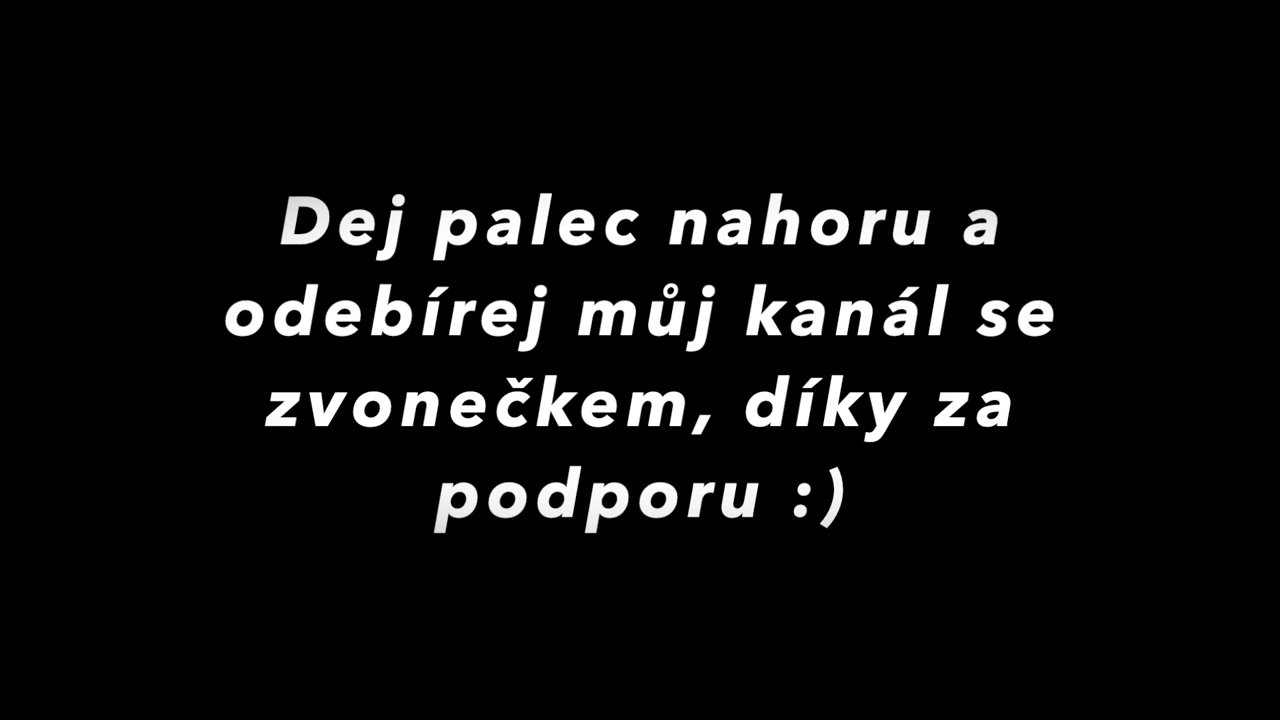 Dej palec nahoru a
odebírej můj kanál se
zvonečkem, díky za
podporu :)